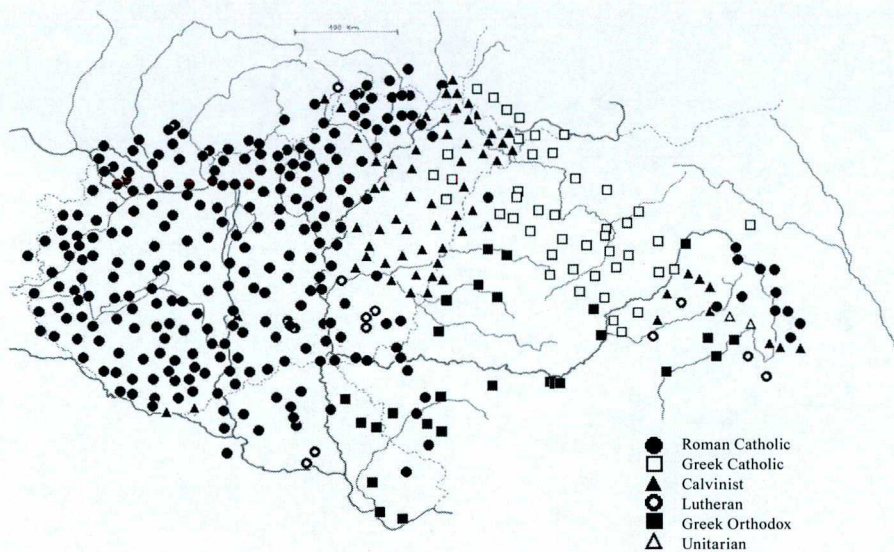 Roman Catholic
Greek Catholic
Calvinist
Lutheran
Greek Orthodox
Unitarian